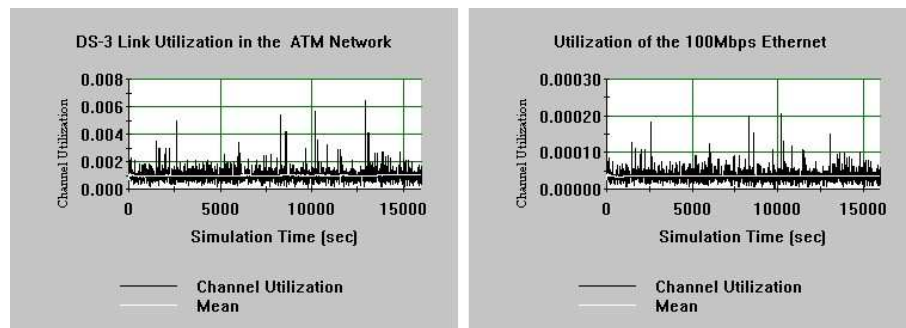 DS-3 Link Utilization in the ATM Network
Channel Utilization
0.008
0.006
0.004
0.002
0.000
0 5000 10000 15000
Simulation Time (sec)
Channel Utilization
Mean
Utilization of the 100Mbps Ethernet
Channel Utilization
0.00030
0.00020
0.00010
0.00000
0 5000 10000 15000
Simulation Time (sec)
Channel Utilization
Mean